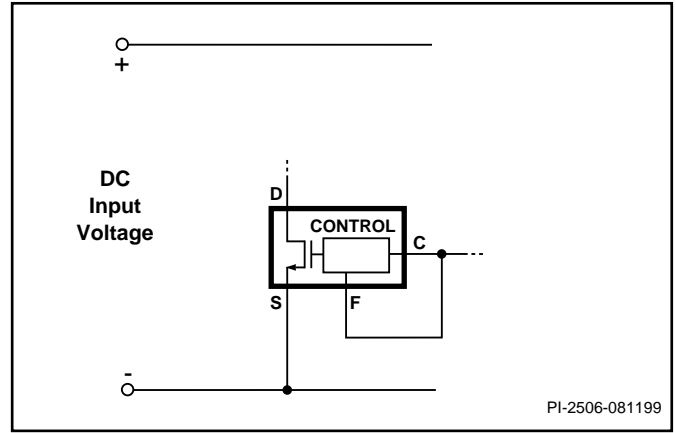 +
DC
Input
Voltage
D
CONTROL
C
S
F
-
PI-2506-081199